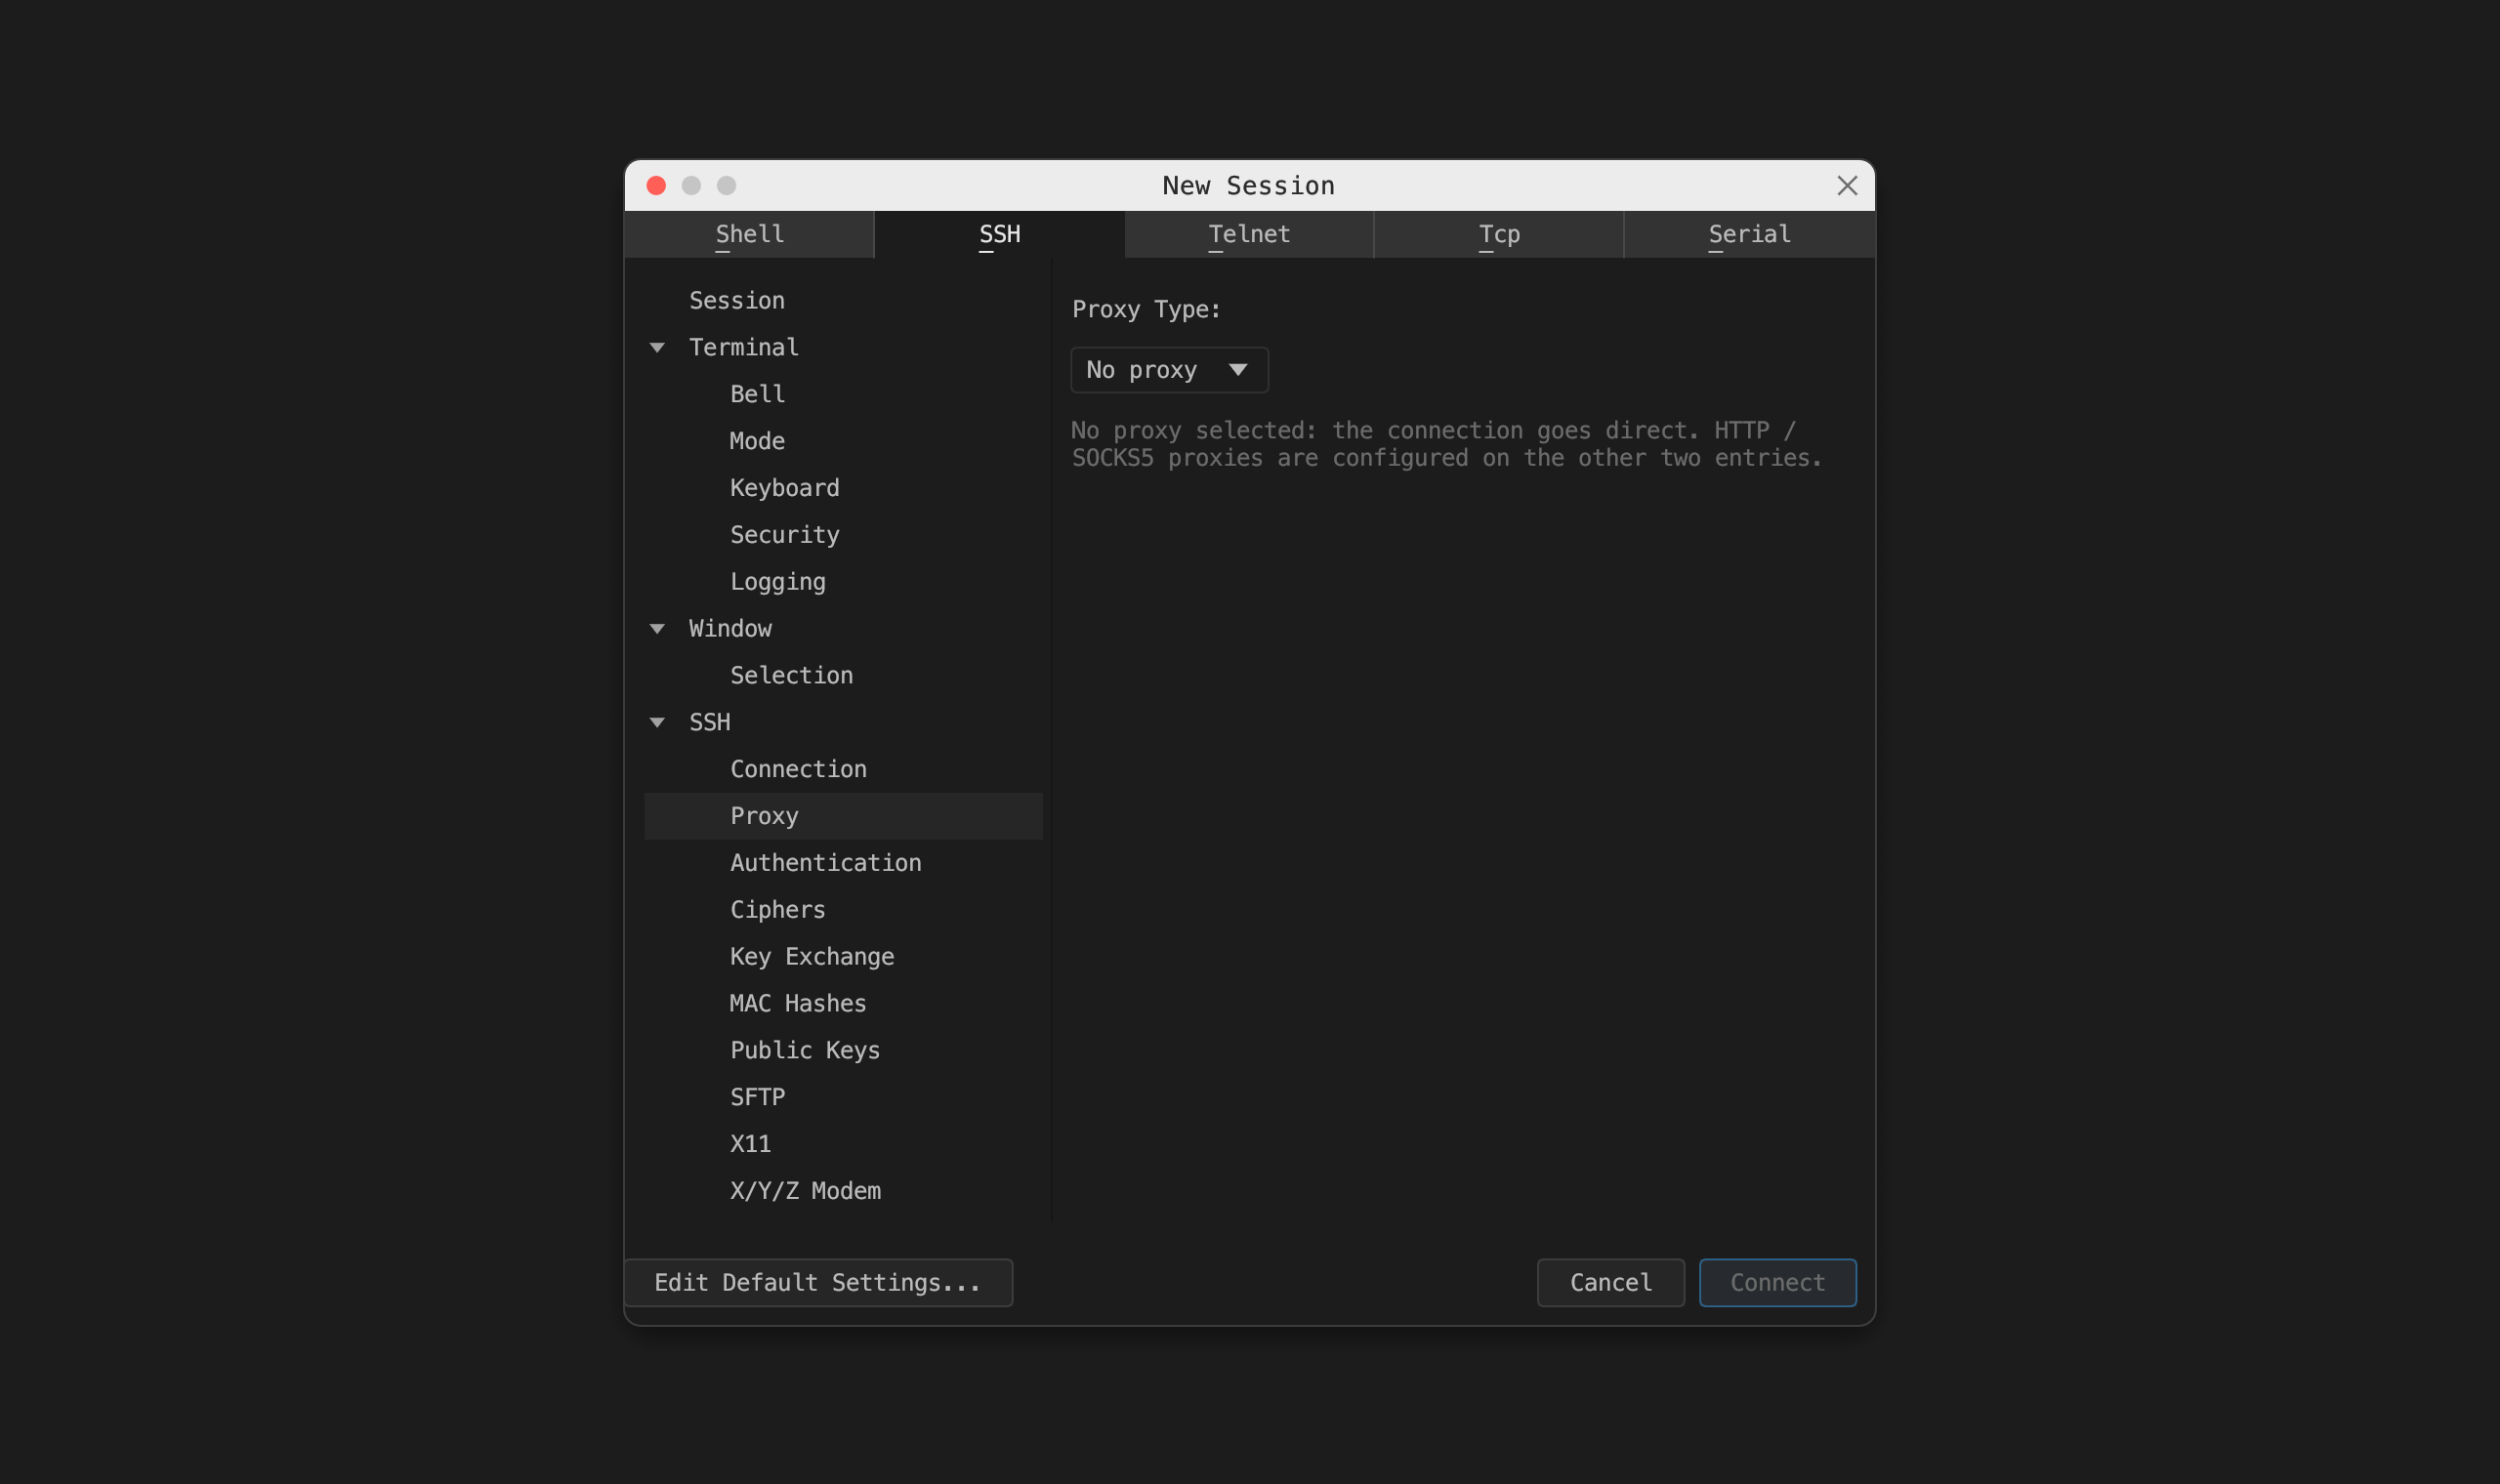 New Session
Shell
SSH
Telnet
Tcp
Serial
Session
Terminal
Bell
Mode
Keyboard
Security
Logging
Window
Selection
SSH
Connection
Proxy
Authentication
Ciphers
Key Exchange
MAC Hashes
Public Keys
SFTP
X11
X/Y/Z Modem
Proxy Type:
No proxy
No proxy selected: the connection goes direct. HTTP /
SOCKS5 proxies are configured on the other two entries.
Edit Default Settings...
Cancel
Connect